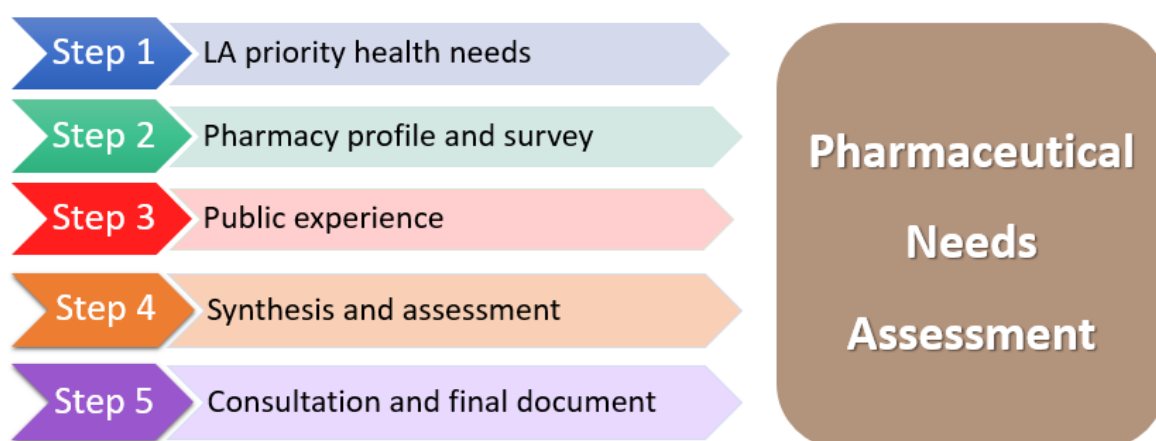 Step 1 LA priority health needs
Step 2 Pharmacy profile and survey
Step 3 Public experience
Step 4 Synthesis and assessment
Step 5 Consultation and final document
Pharmaceutical
Needs
Assessment